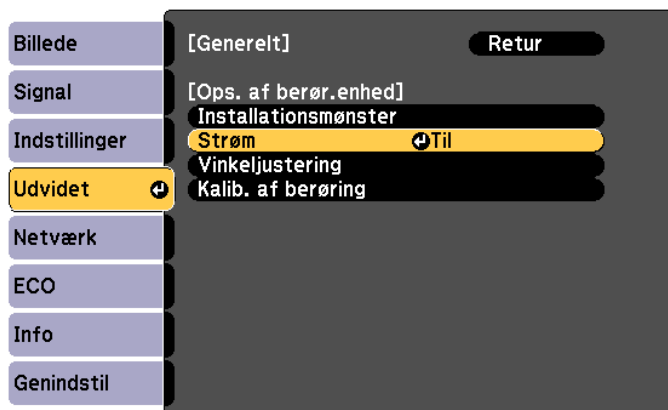 Billede
Signal
Indstillinger
Udvidet
Netværk
ECO
Info
Genindstil
[Generelt] Retur
[Ops. af berør.enhed]
Installationsmønster
Strøm Til
Vinkeljustering
Kalib. af berøring